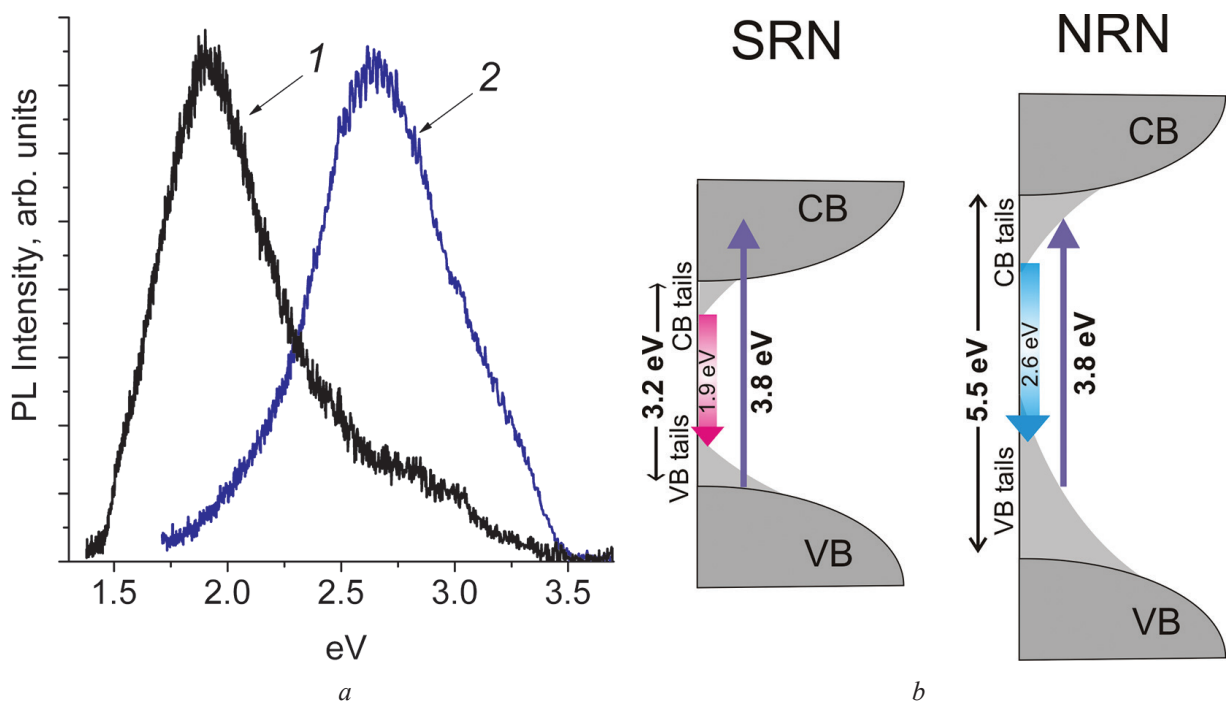 PL Intensity, arb. units
1
2
1.5 2.0 2.5 3.0 3.5
eV
a
SRN
CB
CB tails
3.2 eV
1.9 eV
3.8 eV
VB tails
VB
NRN
CB
CB tails
5.5 eV
2.6 eV
3.8 eV
VB tails
VB
b